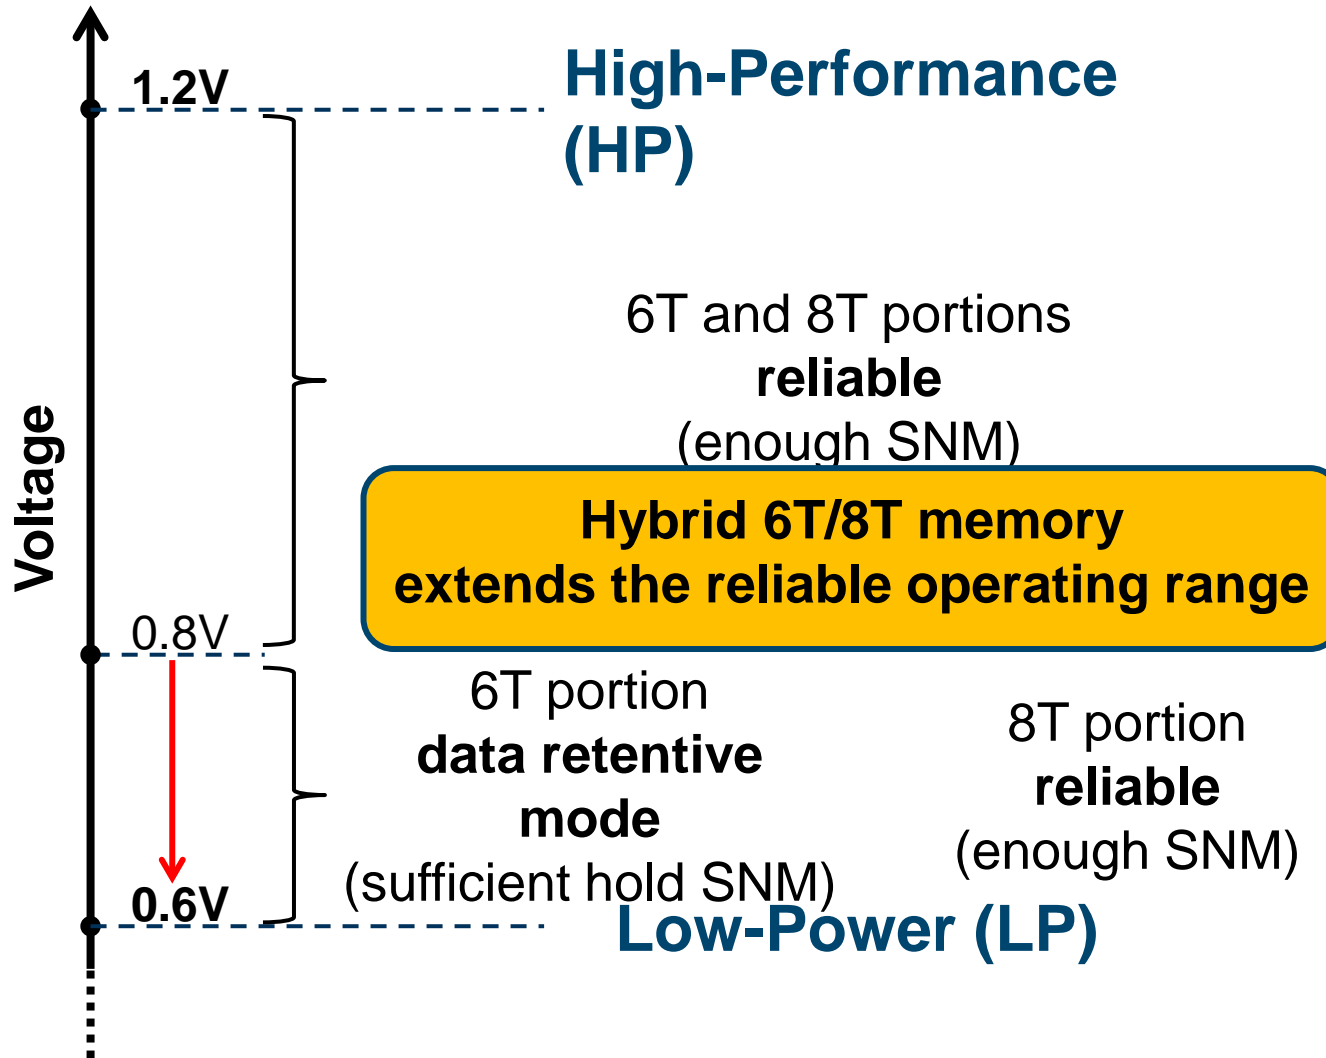 1.2V
High-Performance
(HP)
6T and 8T portions
reliable
(enough SNM)
Voltage
Hybrid 6T/8T memory
extends the reliable operating range
0.8V
6T portion
data retentive
mode
(sufficient hold SNM)
8T portion
reliable
(enough SNM)
0.6V
Low-Power (LP)